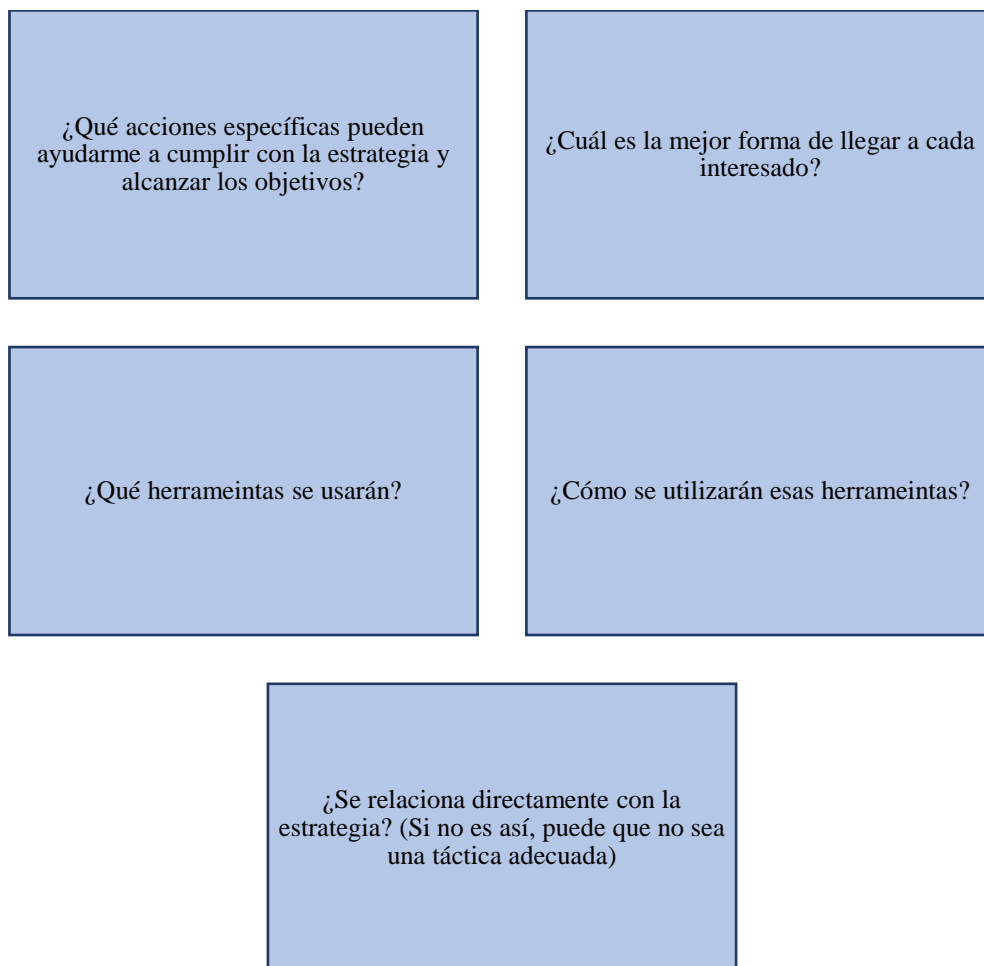 ¿Qué acciones específicas pueden
ayudarme a cumplir con la estrategia y
alcanzar los objetivos?
¿Cuál es la mejor forma de llegar a cada
interesado?
¿Qué herrameintas se usarán?
¿Cómo se utilizarán esas herrameintas?
¿Se relaciona directamente con la
estrategia? (Si no es así, puede que no sea
una táctica adecuada)